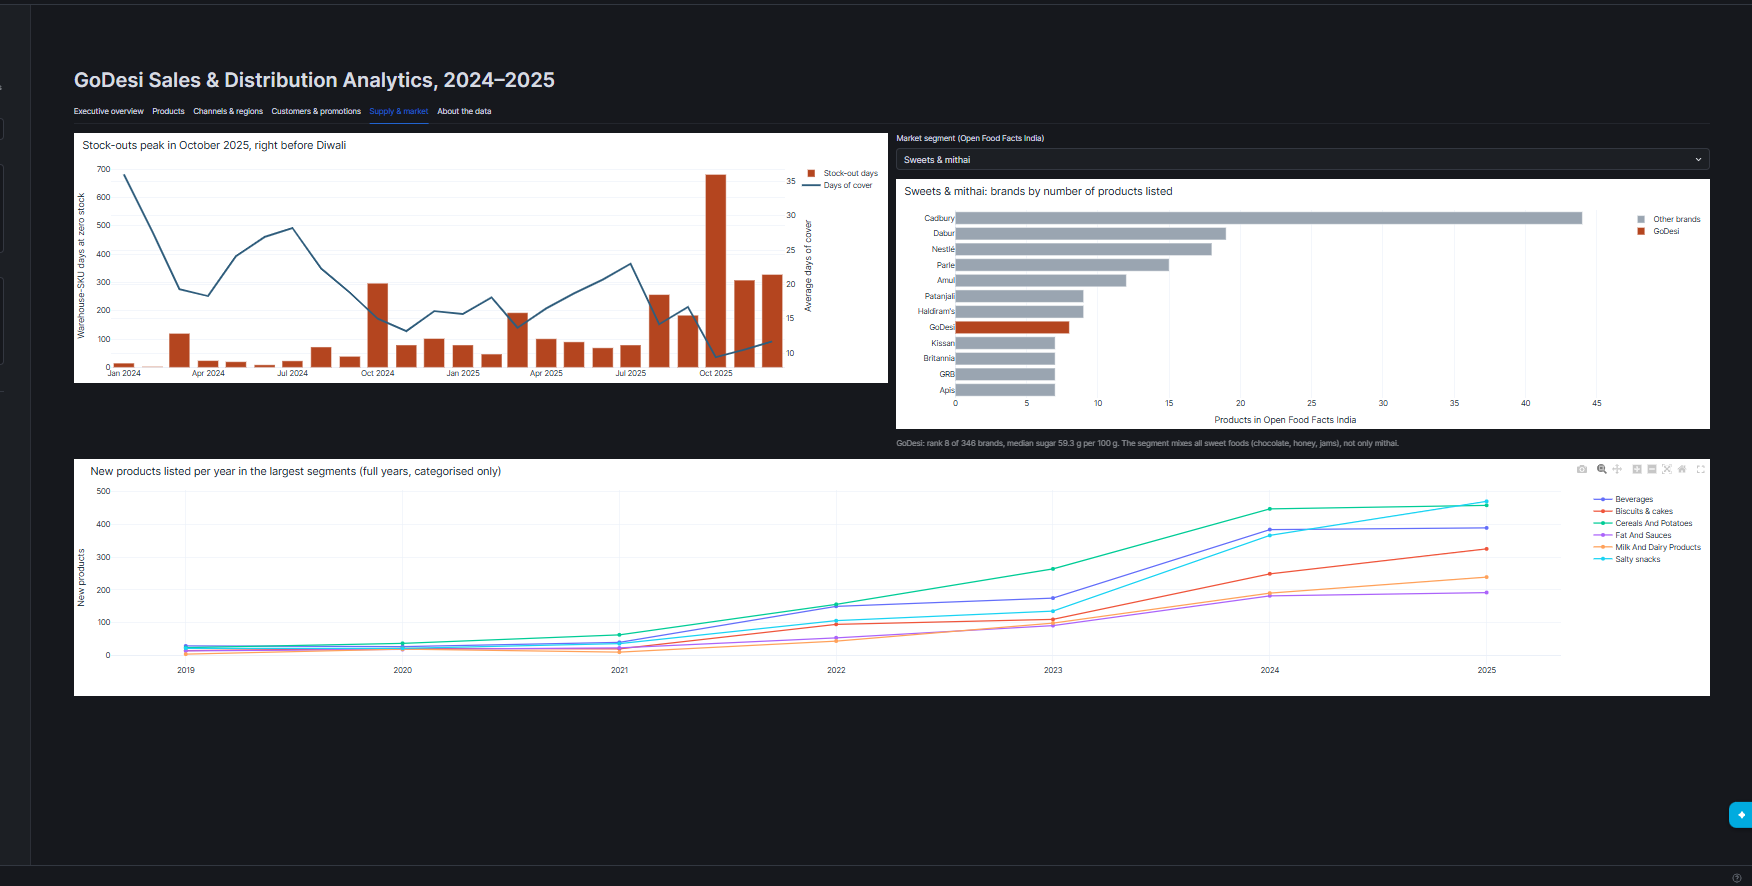 GoDesi Sales & Distribution Analytics, 2024–2025
Executive overview Products Channels & regions Customers & promotions Supply & market About the data
Stock-outs peak in October 2025, right before Diwali
Warehouse-SKU days at zero stock
700
600
500
400
300
200
100
0
Jan 2024 Apr 2024 Jul 2024 Oct 2024 Jan 2025 Apr 2025 Jul 2025 Oct 2025
35
30
25
20
15
10
Average days of cover
Stock-out days
Days of cover
Market segment (Open Food Facts India)
Sweets & mithai
Sweets & mithai: brands by number of products listed
Cadbury
Dabur
Nestlé
Parle
Amul
Patanjali
Haldiram's
GoDesi
Kissan
Britannia
GRB
Apis
0 5 10 15 20 25 30 35 40 45
Products in Open Food Facts India
Other brands
GoDesi
GoDesi: rank 8 of 346 brands, median sugar 59.3 g per 100 g. The segment mixes all sweet foods (chocolate, honey, jams), not only mithai.
New products listed per year in the largest segments (full years, categorised only)
New products
500
400
300
200
100
0
2019 2020 2021 2022 2023 2024 2025
Beverages
Biscuits & cakes
Cereals And Potatoes
Fat And Sauces
Milk And Dairy Products
Salty snacks